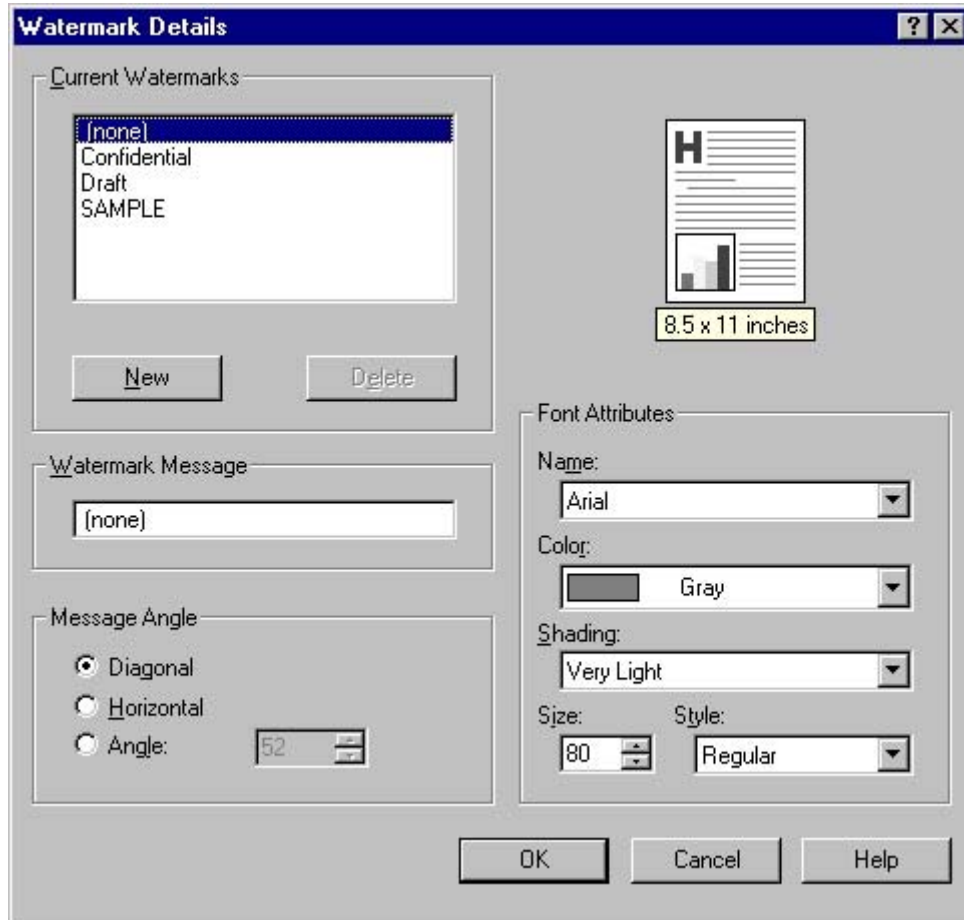 Watermark Details
Current Watermarks
(none)
Confidential
Draft
SAMPLE
New
Delete
H
8.5 x 11 inches
Watermark Message
(none)
Message Angle
Diagonal
Horizontal
Angle:
52
Font Attributes
Name:
Arial
Color:
Gray
Shading:
Very Light
Size:
Style:
80
Regular
OK
Cancel
Help